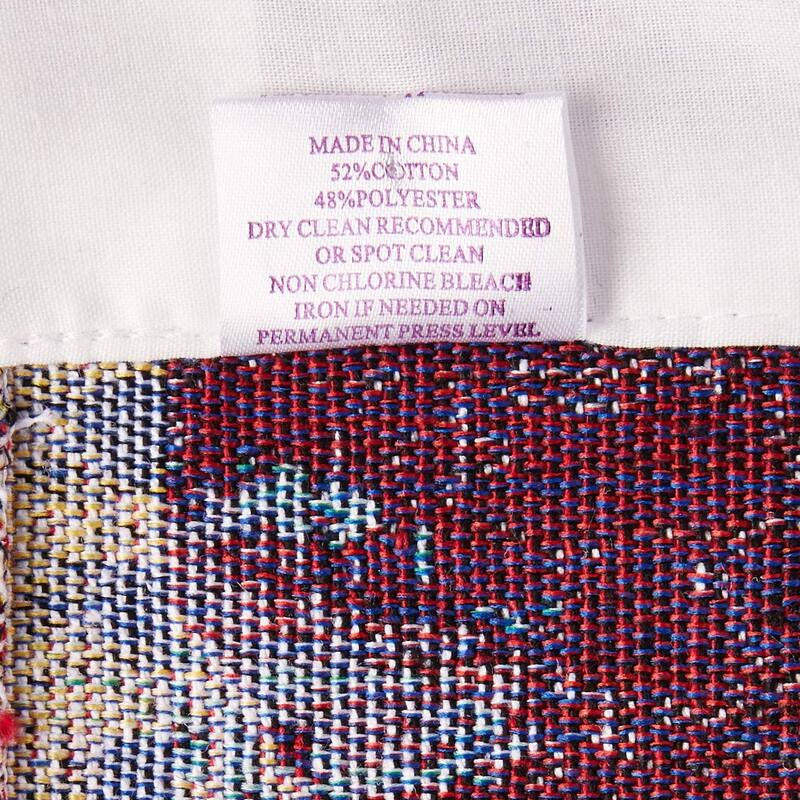 MADE IN CHINA
52%COTTON
48%POLYESTER
DRY CLEAN RECOMMENDED
OR SPOT CLEAN
NON CHLORINE BLEACH
IRON IF NEEDED ON
PERMANENT PRESS LEVEL